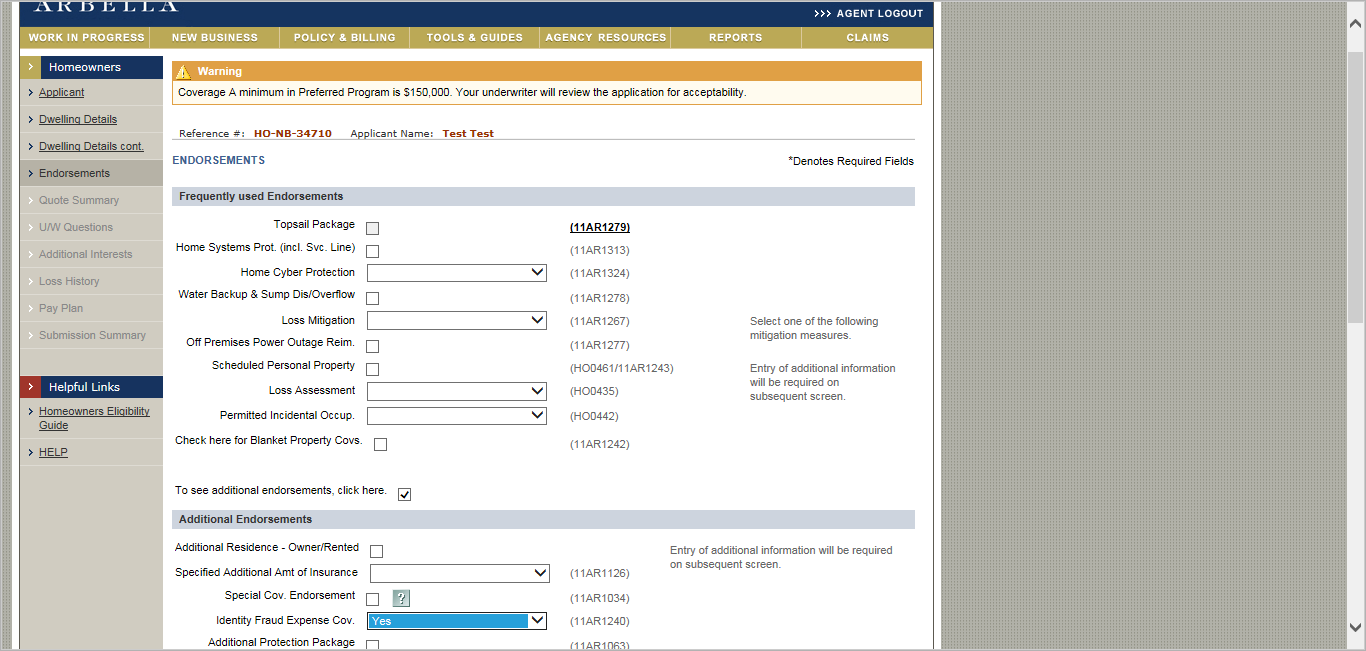 ARBELLA
>>> AGENT LOGOUT
WORK IN PROGRESS NEW BUSINESS POLICY & BILLING TOOLS & GUIDES AGENCY RESOURCES REPORTS CLAIMS
Homeowners
Applicant
Dwelling Details
Dwelling Details cont.
Endorsements
Quote Summary
U/W Questions
Additional Interests
Loss History
Pay Plan
Submission Summary
Helpful Links
Homeowners Eligibility
Guide
HELP
Warning
Coverage A minimum in Preferred Program is $150,000. Your underwriter will review the application for acceptability.
Reference #: HO-NB-34710 Applicant Name: Test Test
ENDORSEMENTS *Denotes Required Fields
Frequently used Endorsements
Topsail Package (11AR1279)
Home Systems Prot. (incl. Svc. Line) (11AR1313)
Home Cyber Protection (11AR1324)
Water Backup & Sump Dis/Overflow (11AR1278)
Loss Mitigation (11AR1267) Select one of the following
mitigation measures.
Off Premises Power Outage Reim. (11AR1277)
Scheduled Personal Property (HO0461/11AR1243) Entry of additional information
will be required on
subsequent screen.
Loss Assessment (HO0435)
Permitted Incidental Occup. (HO0442)
Check here for Blanket Property Covs. (11AR1242)
To see additional endorsements, click here.
Additional Endorsements
Additional Residence - Owner/Rented Entry of additional information will be required
on subsequent screen.
Specified Additional Amt of Insurance (11AR1126)
Special Cov. Endorsement ? (11AR1034)
Identity Fraud Expense Cov. Yes (11AR1240)
Additional Protection Package (11AR1063)